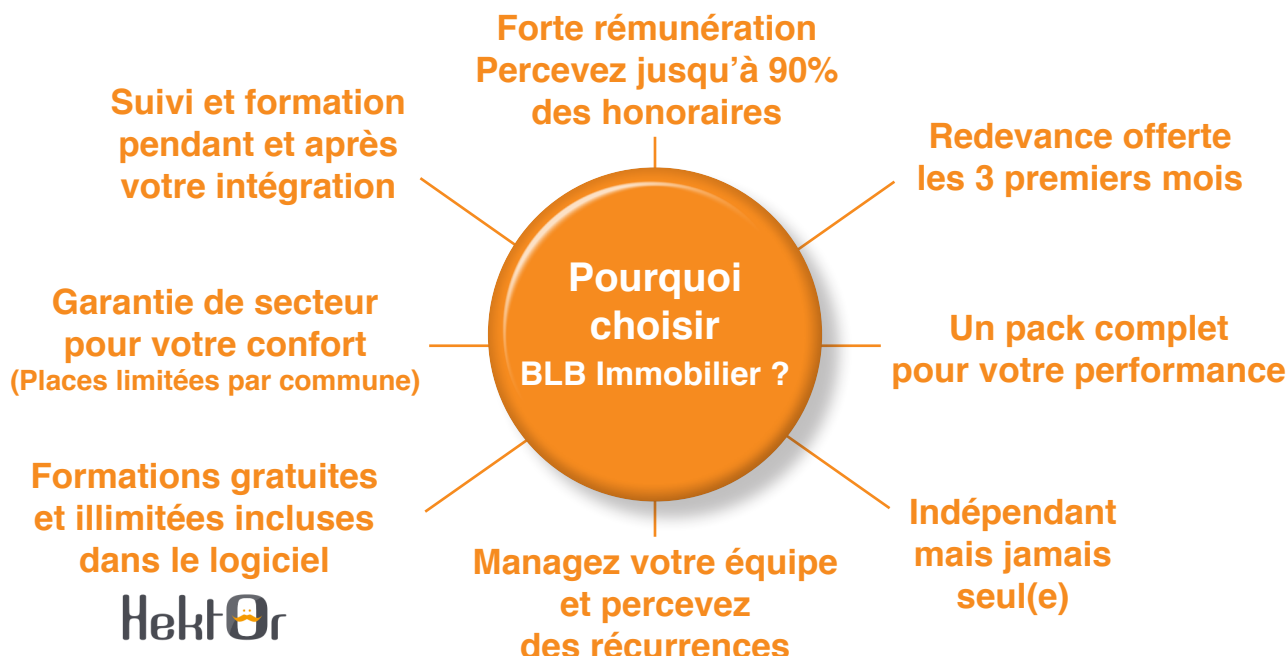 Forte rémunération
Percevez jusqu’à 90%
des honoraires
Suivi et formation
pendant et après
votre intégration
Redevance offerte
les 3 premiers mois
Pourquoi
choisir
BLB Immobilier ?
Garantie de secteur
pour votre confort
(Places limitées par commune)
Un pack complet
pour votre performance
Formations gratuites
et illimitées incluses
dans le logiciel
HektOr
Managez votre équipe
et percevez
des récurrences
Indépendant
mais jamais
seul(e)